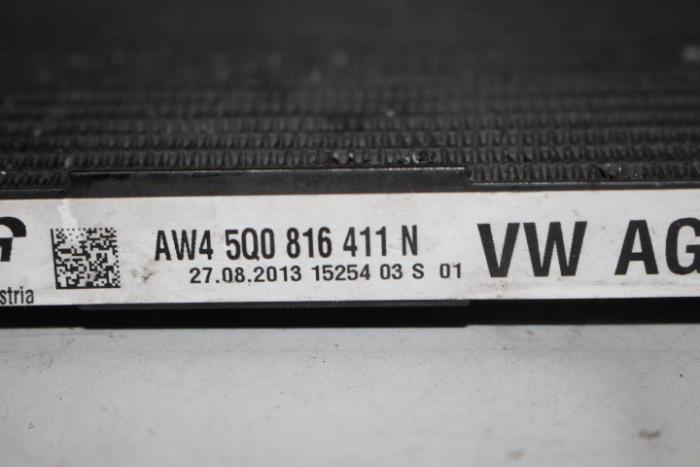 AW4 5Q0 816 411 N
27.08.2013 15254 03 S 01
VW AG
stria